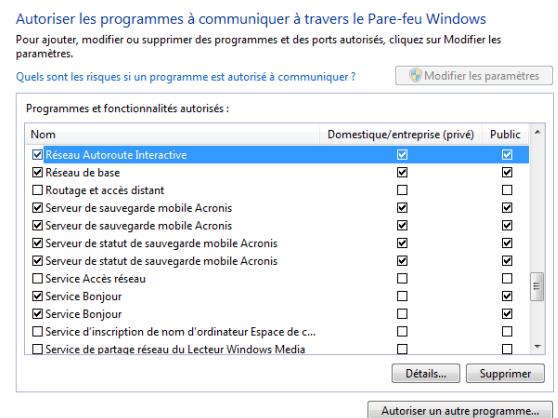 Autoriser les programmes à communiquer à travers le Pare-feu Windows
Pour ajouter, modifier ou supprimer des programmes et des ports autorisés, cliquez sur Modifier les
paramètres.
Quels sont les risques si un programme est autorisé à communiquer ?
Modifier les paramètres
Programmes et fonctionnalités autorisés :
Nom Domestique/entreprise (privé) Public
Réseau Autoroute Interactive
Réseau de base
Routage et accès distant
Serveur de sauvegarde mobile Acronis
Serveur de sauvegarde mobile Acronis
Serveur de statut de sauvegarde mobile Acronis
Serveur de statut de sauvegarde mobile Acronis
Service Accès réseau
Service Bonjour
Service Bonjour
Service d'inscription de nom d'ordinateur Espace de c...
Service de partage réseau du Lecteur Windows Media
Détails... Supprimer
Autoriser un autre programme...